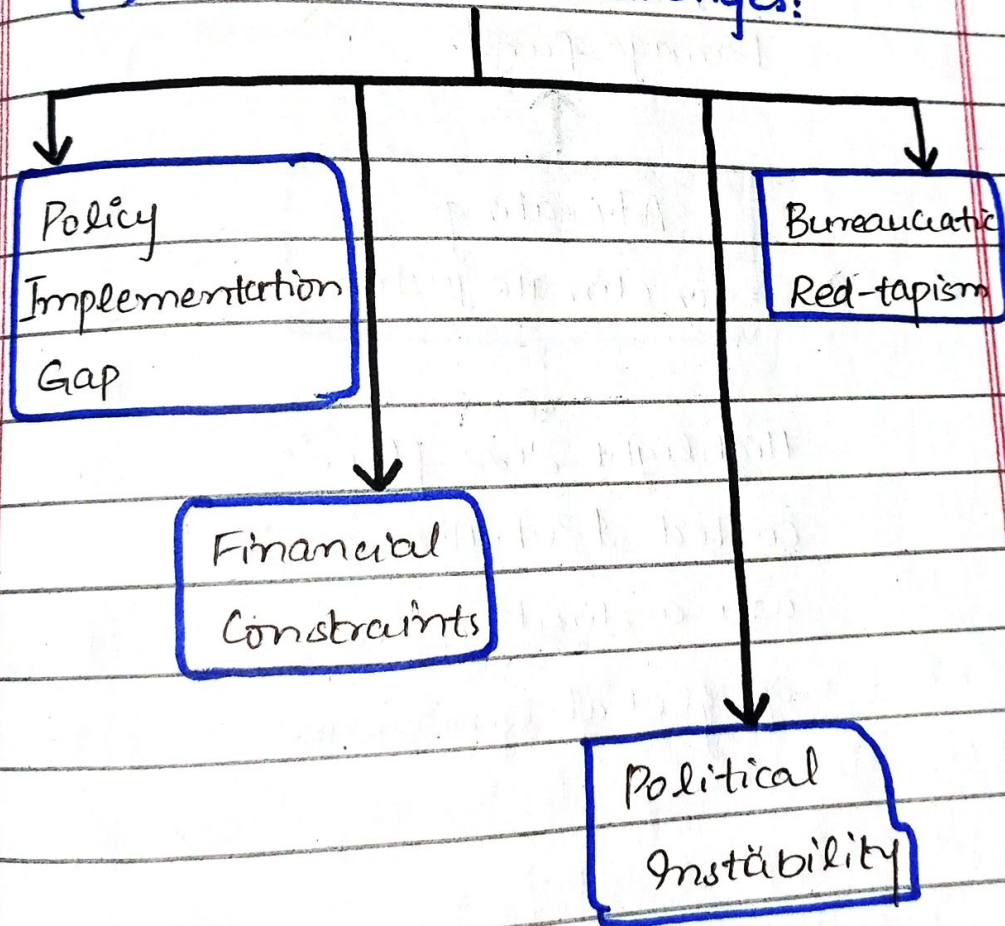 Policy
Implementation
Gap
Financial
Constraints
Political
Instability
Bureaucratic
Red-tapism